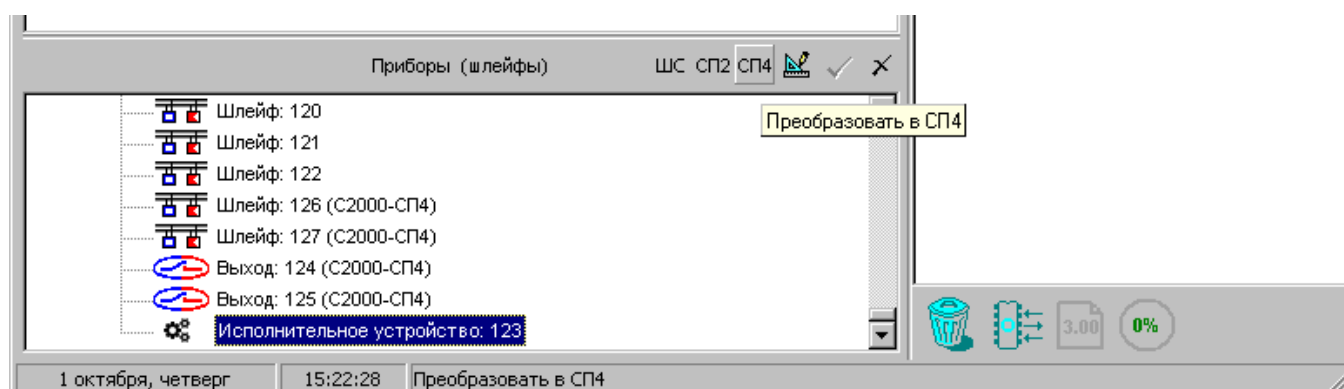 Приборы (шлейфы) ШС СП2 СП4
Шлейф: 120
Преобразовать в СП4
Шлейф: 121
Шлейф: 122
Шлейф: 126 (С2000-СП4)
Шлейф: 127 (С2000-СП4)
Выход: 124 (С2000-СП4)
Выход: 125 (С2000-СП4)
Исполнительное устройство: 123
3.00 0%
1 октября, четверг 15:22:28 Преобразовать в СП4